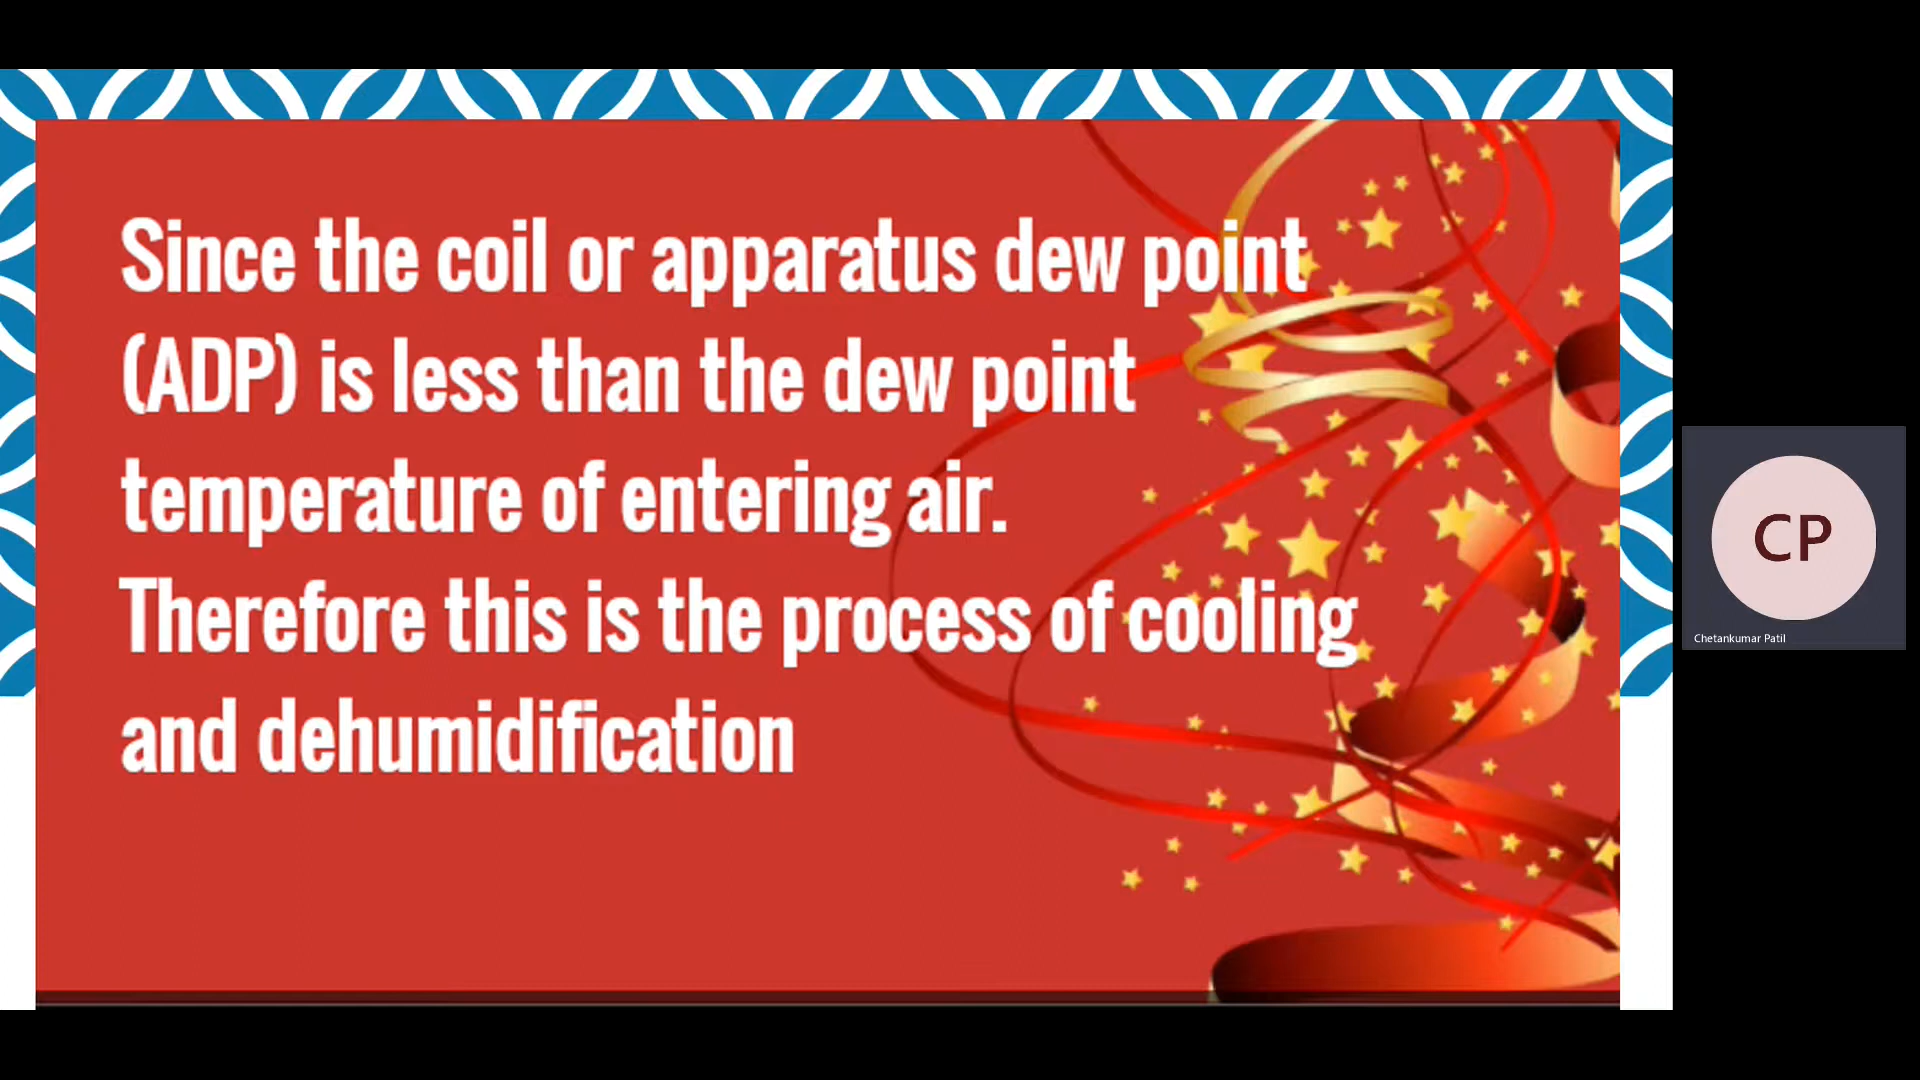 Since the coil or apparatus dew point
(ADP) is less than the dew point
temperature of entering air.
Therefore this is the process of cooling
and dehumidification
CP
Chetankumar Patil